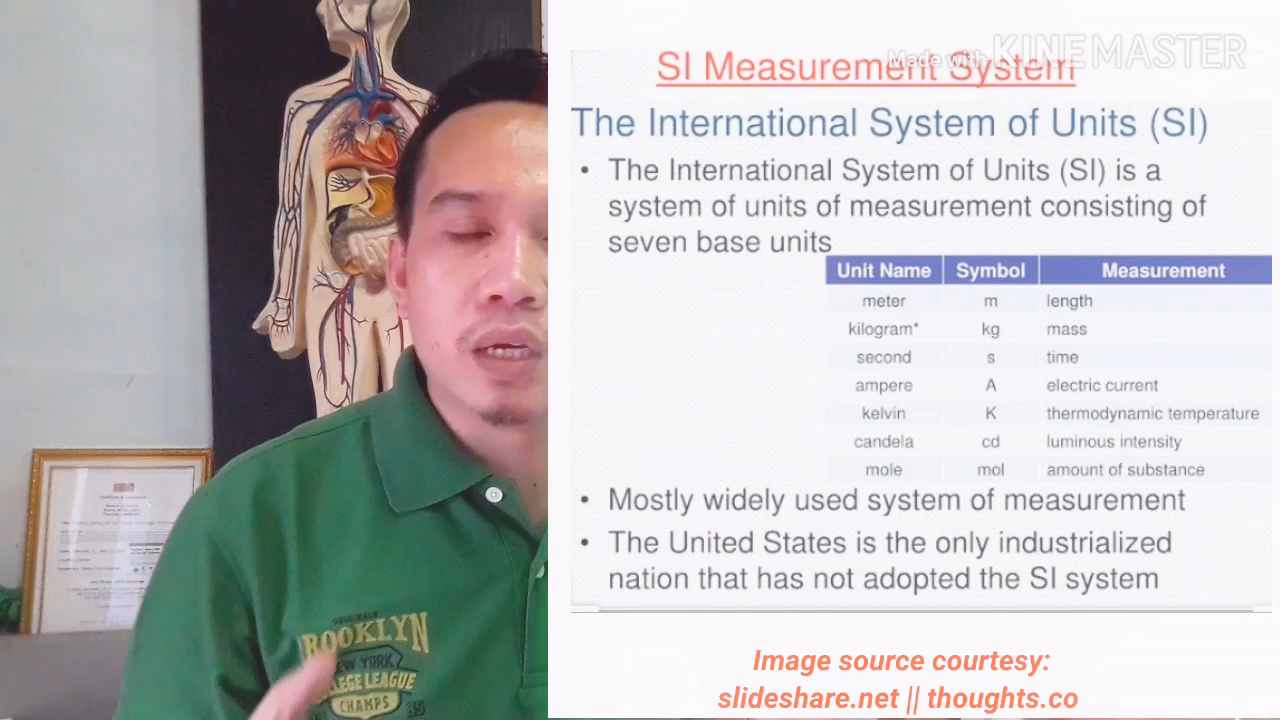 SI Measurement System
Made with KINEMASTER
The International System of Units (SI)
• The International System of Units (SI) is a
system of units of measurement consisting of
seven base units
Unit Name Symbol Measurement
meter m length
kilogram* kg mass
second s time
ampere A electric current
kelvin K thermodynamic temperature
candela cd luminous intensity
mole mol amount of substance
• Mostly widely used system of measurement
• The United States is the only industrialized
nation that has not adopted the SI system
Image source courtesy:
slideshare.net || thoughts.co
ORIGINALS
BROOKLYN
NEW YORK
LEGE LEAGUE
CHAMPS